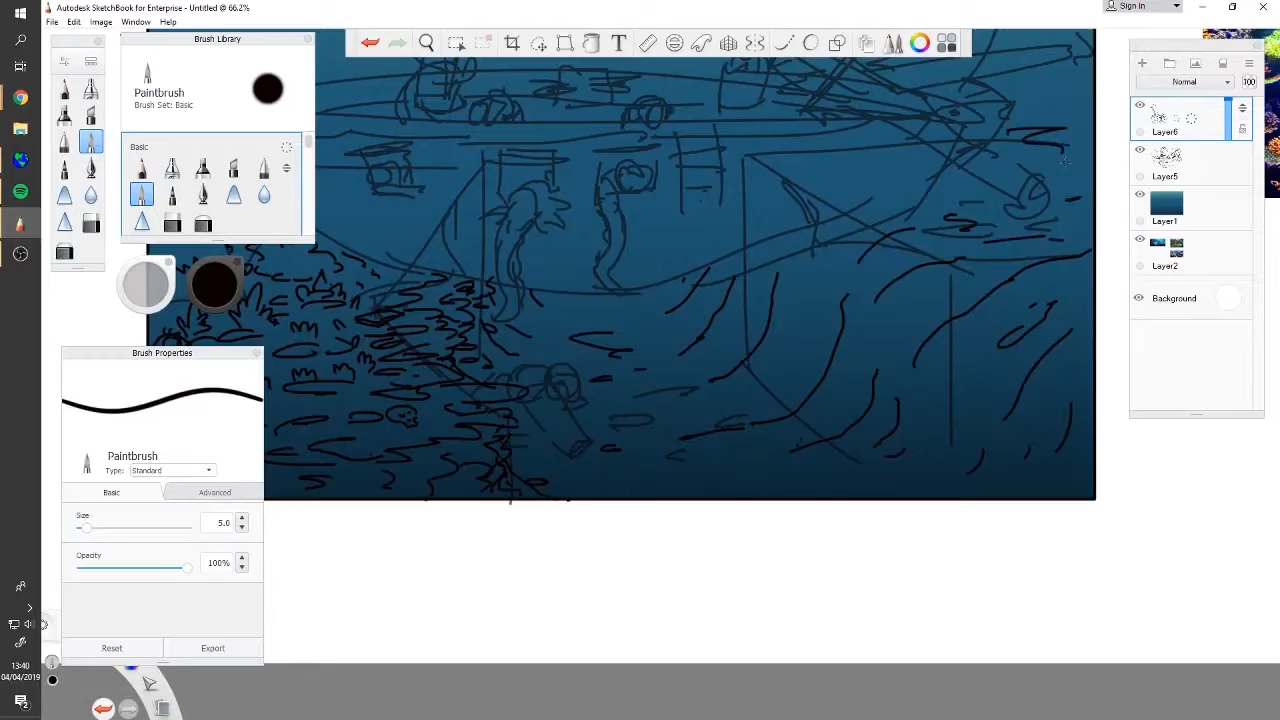 Autodesk SketchBook for Enterprise - Untitled @ 66.2%
Sign In
File Edit Image Window Help
Brush Library
Paintbrush
Brush Set: Basic
Basic
Brush Properties
Paintbrush
Type: Standard
Basic Advanced
Size
5.0
Opacity
100%
Reset Export
Normal 100
Layer6
Layer5
Layer1
Layer2
Background
13:40
04/04/2019
2